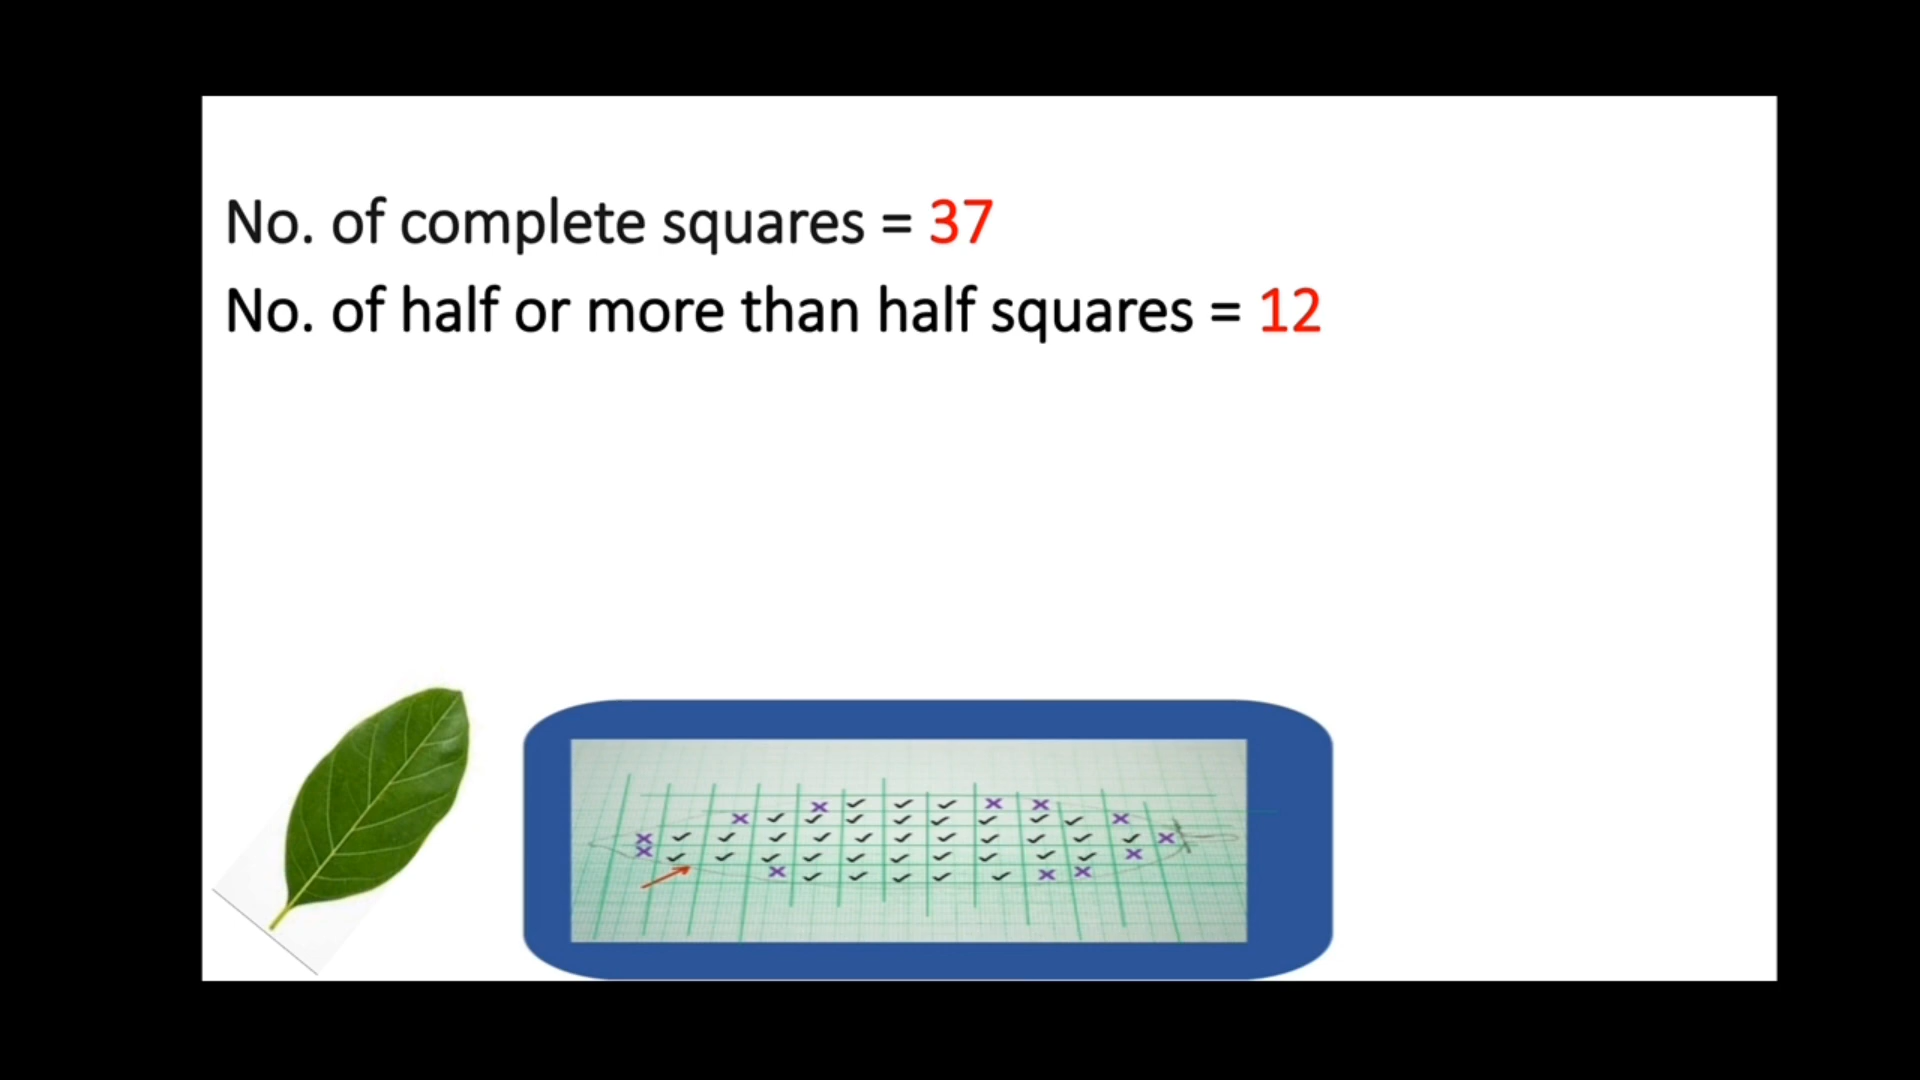 No. of complete squares = 37
No. of half or more than half squares = 12